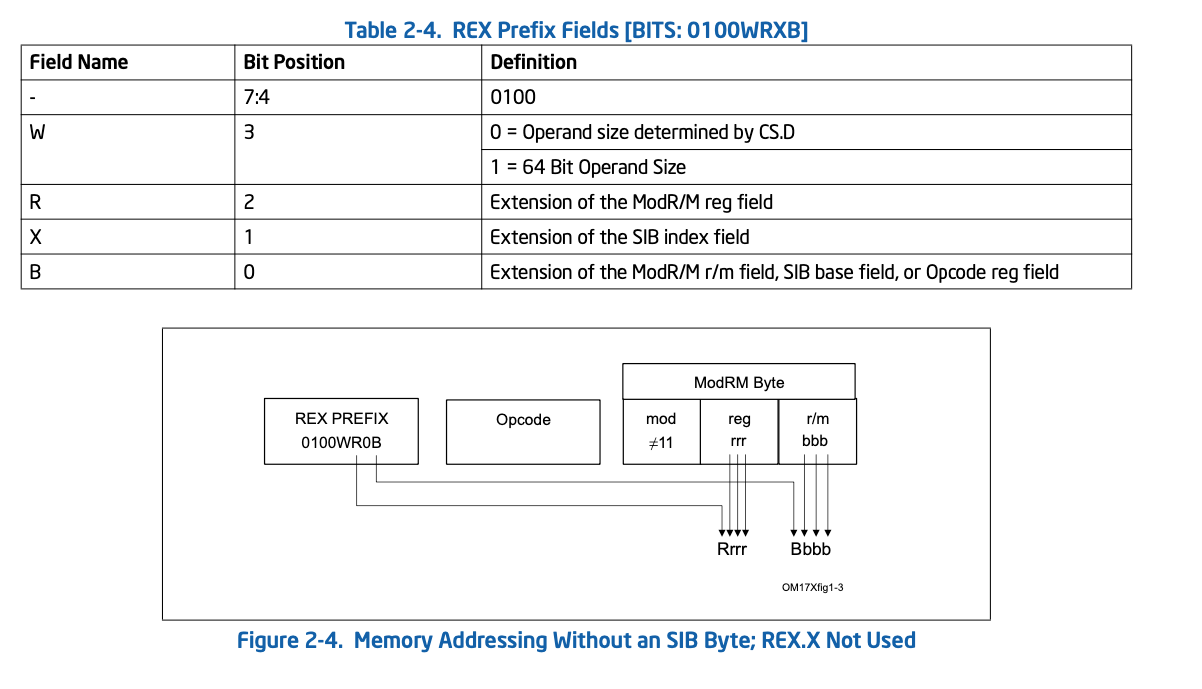 Table 2-4. REX Prefix Fields [BITS: 0100WRXB]
Field Name Bit Position Definition
- 7:4 0100
W 3 0 = Operand size determined by CS.D
1 = 64 Bit Operand Size
R 2 Extension of the ModR/M reg field
X 1 Extension of the SIB index field
B 0 Extension of the ModR/M r/m field, SIB base field, or Opcode reg field
ModRM Byte
REX PREFIX Opcode mod reg r/m
0100WR0B ≠11 rrr bbb
Rrrr Bbbb
OM17Xfig1-3
Figure 2-4. Memory Addressing Without an SIB Byte; REX.X Not Used